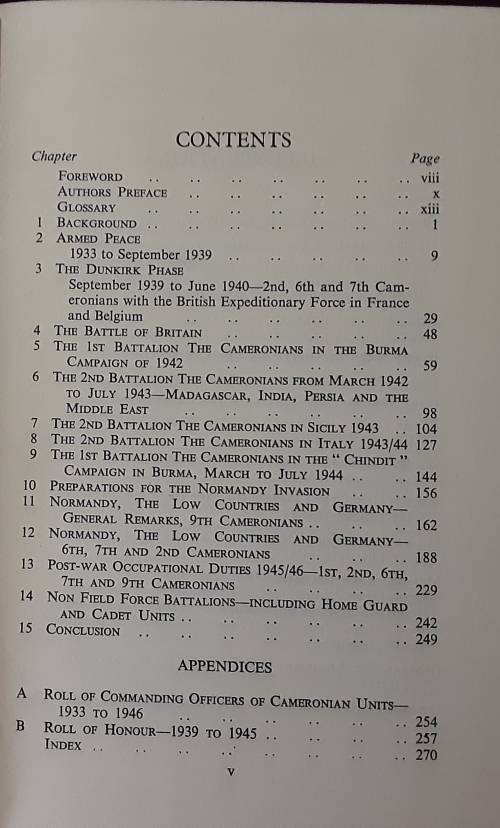 CONTENTS
Chapter Page
FOREWORD .. .. .. .. .. .. viii
AUTHORS PREFACE .. .. .. .. .. x
GLOSSARY .. .. .. .. .. .. xiii
1 BACKGROUND .. .. .. .. .. .. 1
2 ARMED PEACE
1933 to September 1939 .. .. .. .. .. 9
3 THE DUNKIRK PHASE
September 1939 to June 1940—2nd, 6th and 7th Cam-
eronians with the British Expeditionary Force in France
and Belgium .. .. .. .. .. 29
4 THE BATTLE OF BRITAIN .. .. .. .. 48
5 THE 1ST BATTALION THE CAMERONIANS IN THE BURMA
CAMPAIGN OF 1942 .. .. .. .. 59
6 THE 2ND BATTALION THE CAMERONIANS FROM MARCH 1942
TO JULY 1943—MADAGASCAR, INDIA, PERSIA AND THE
MIDDLE EAST .. .. .. .. .. 98
7 THE 2ND BATTALION THE CAMERONIANS IN SICILY 1943 .. 104
8 THE 2ND BATTALION THE CAMERONIANS IN ITALY 1943/44 127
9 THE 1ST BATTALION THE CAMERONIANS IN THE “ CHINDIT ”
CAMPAIGN IN BURMA, MARCH TO JULY 1944 .. .. 144
10 PREPARATIONS FOR THE NORMANDY INVASION .. .. 156
11 NORMANDY, THE LOW COUNTRIES AND GERMANY—
GENERAL REMARKS, 9TH CAMERONIANS .. .. .. 162
12 NORMANDY, THE LOW COUNTRIES AND GERMANY—
6TH, 7TH AND 2ND CAMERONIANS .. .. .. 188
13 POST-WAR OCCUPATIONAL DUTIES 1945/46—1ST, 2ND, 6TH,
7TH AND 9TH CAMERONIANS .. .. .. .. 229
14 NON FIELD FORCE BATTALIONS—INCLUDING HOME GUARD
AND CADET UNITS .. .. .. .. .. .. 242
15 CONCLUSION .. .. .. .. .. .. .. 249
APPENDICES
A ROLL OF COMMANDING OFFICERS OF CAMERONIAN UNITS—
1933 TO 1946 .. .. .. .. .. .. 254
B ROLL OF HONOUR—1939 TO 1945 .. .. .. .. 257
INDEX .. .. .. .. .. .. .. .. 270
v